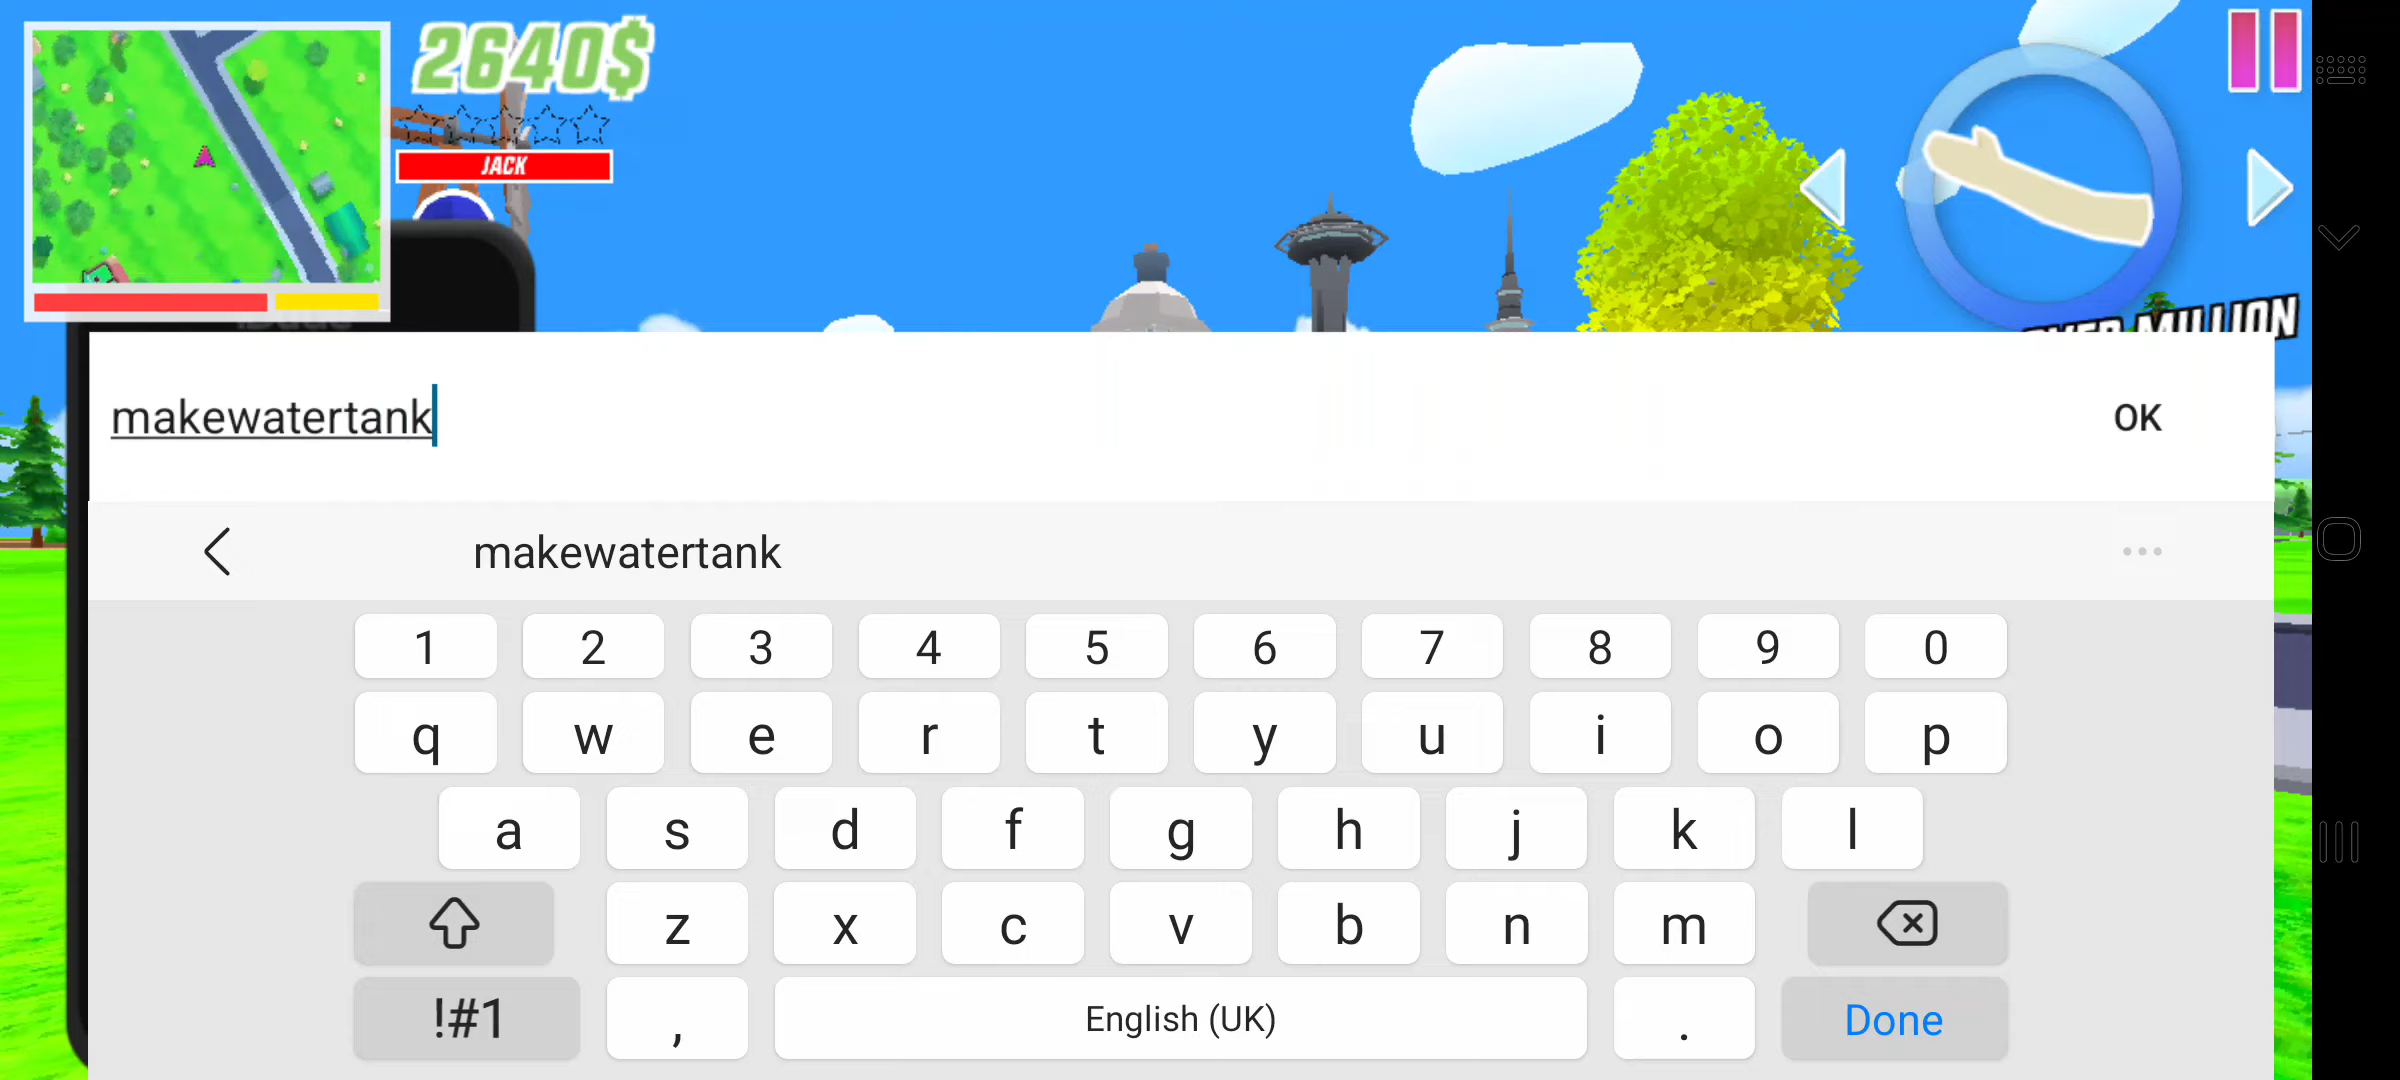 2640$
JACK
MILLION
makewatertank
OK
makewatertank
1 2 3 4 5 6 7 8 9 0
q w e r t y u i o p
a s d f g h j k l
z x c v b n m
!#1 , English (UK) . Done